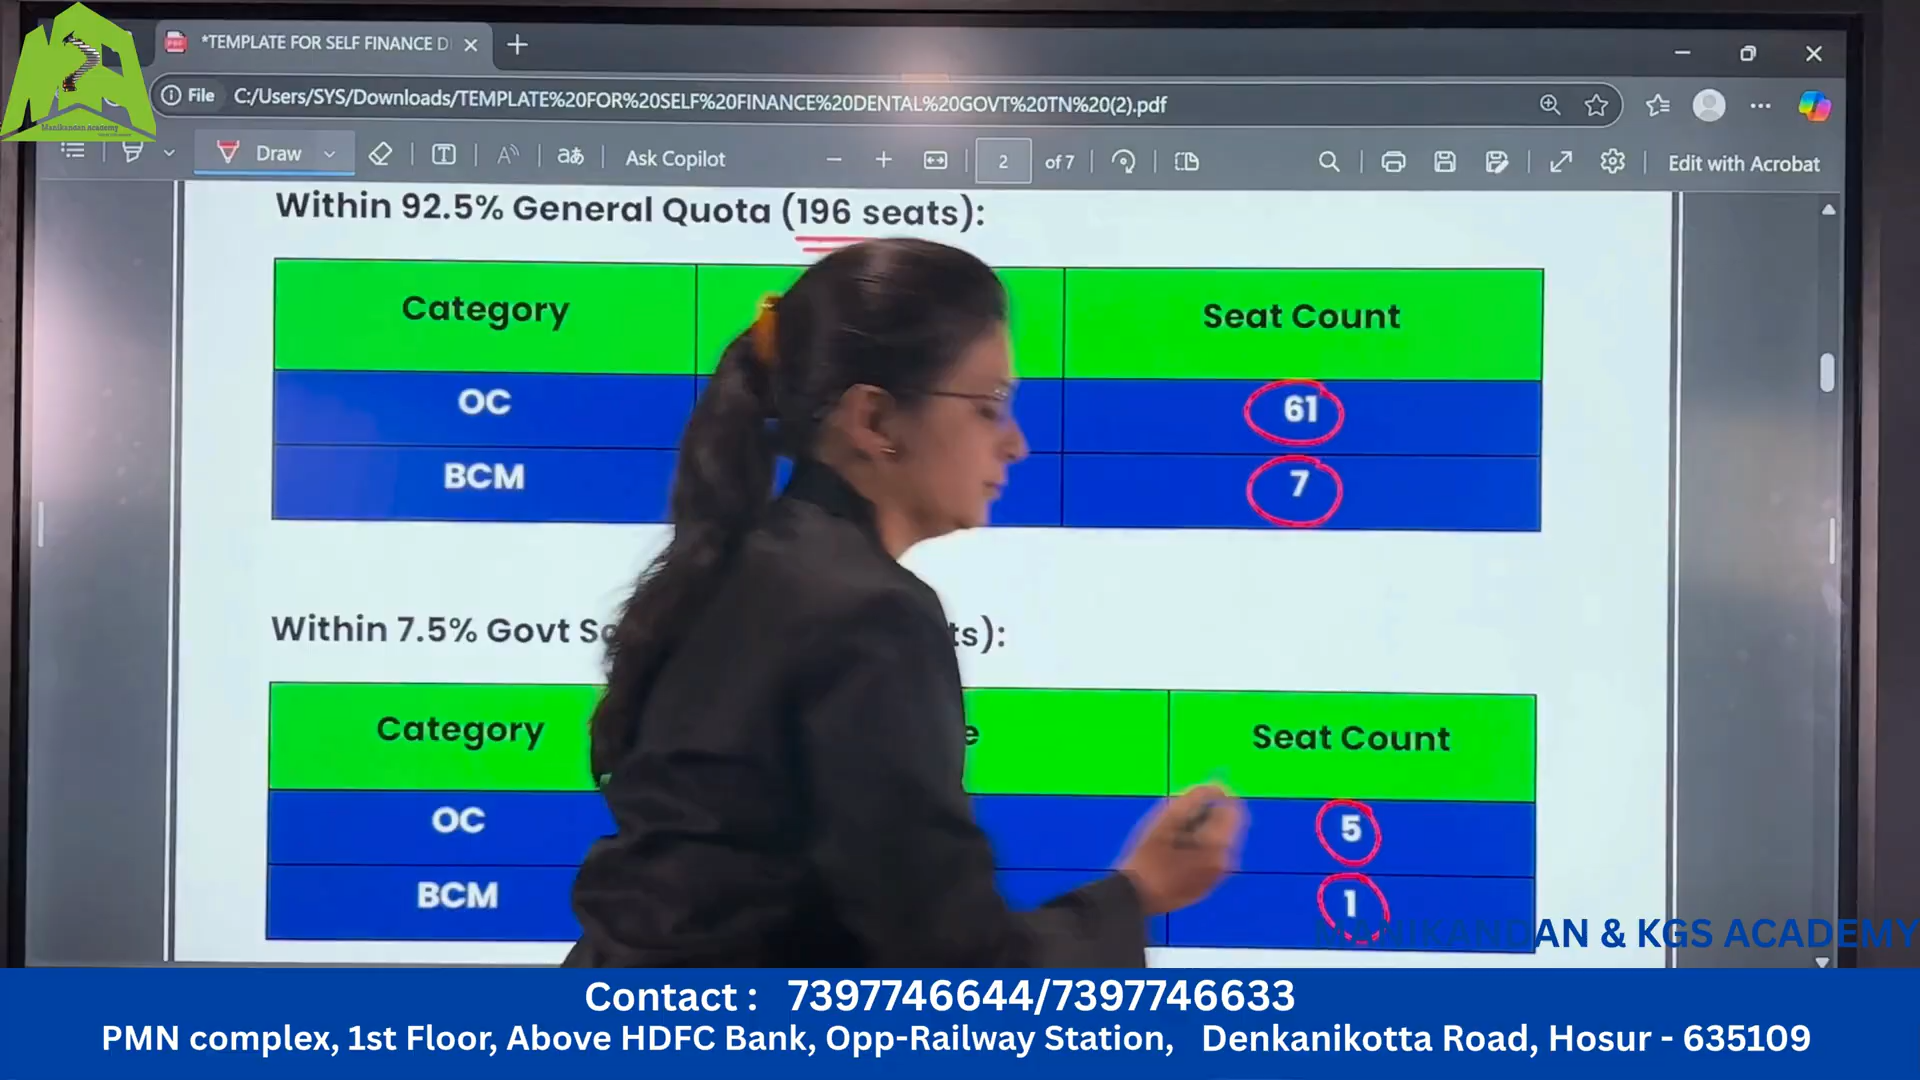 *TEMPLATE FOR SELF FINANCE D
File C:/Users/SYS/Downloads/TEMPLATE%20FOR%20SELF%20FINANCE%20DENTAL%20GOVT%20TN%20(2).pdf
Draw Ask Copilot 2 of 7 Edit with Acrobat
Manikandan academy
Within 92.5% General Quota (196 seats):
Category Seat Count
OC 61
BCM 7
Within 7.5% Govt
Category Seat Count
OC 5
BCM 1
MANIKANDAN & KGS ACADEMY
Contact : 7397746644/7397746633
PMN complex, 1st Floor, Above HDFC Bank, Opp-Railway Station, Denkanikotta Road, Hosur - 635109